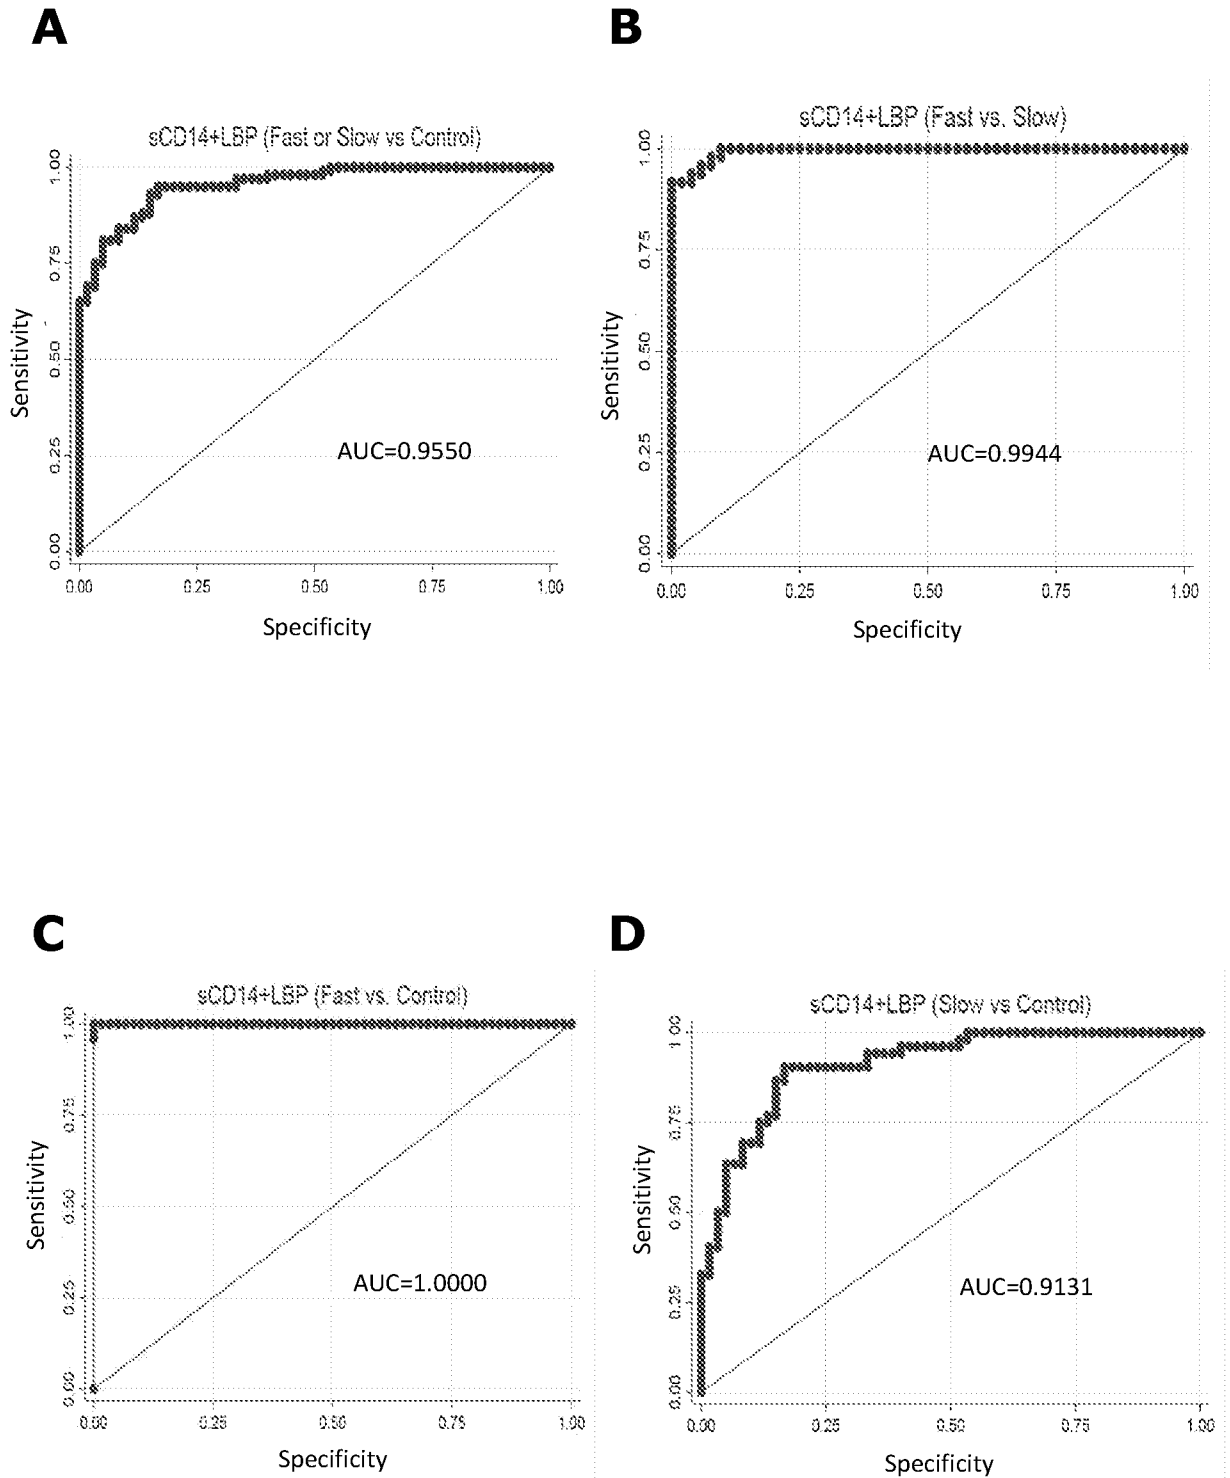 A
sCD14+LBP (Fast or Slow vs Control)
1.00
0.75
0.50
0.25
0.00
Sensitivity
AUC=0.9550
0.00 0.25 0.50 0.75 1.00
Specificity
B
sCD14+LBP (Fast vs. Slow)
1.00
0.75
0.50
0.25
0.00
Sensitivity
AUC=0.9944
0.00 0.25 0.50 0.75 1.00
Specificity
C
sCD14+LBP (Fast vs. Control)
1.00
0.75
0.50
0.25
0.00
Sensitivity
AUC=1.0000
0.00 0.25 0.50 0.75 1.00
Specificity
D
sCD14+LBP (Slow vs Control)
1.00
0.75
0.50
0.25
0.00
Sensitivity
AUC=0.9131
0.00 0.25 0.50 0.75 1.00
Specificity